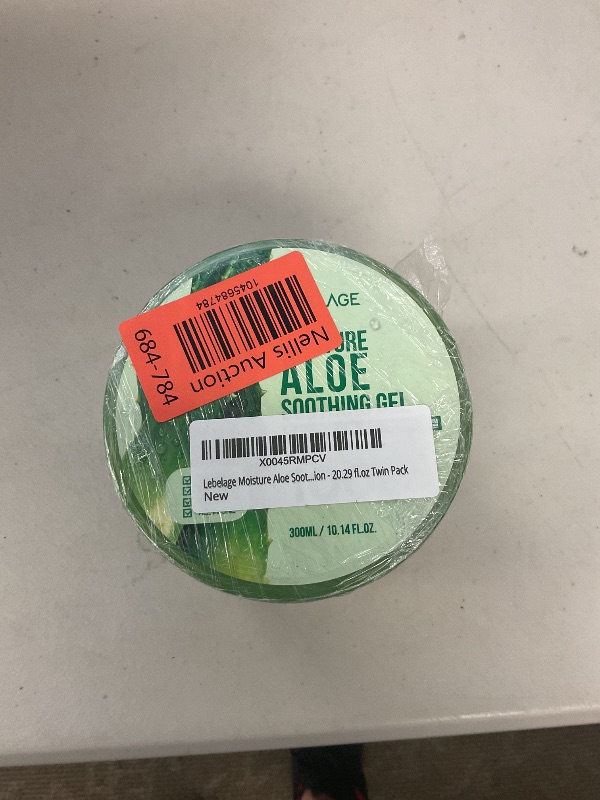 AGE
URE
ALOE
SOOTHING GEL
1045684784
Nellis Auction
684-784
X0045RMPCV
Lebelage Moisture Aloe Soot...ion - 20.29 fl.oz Twin Pack
New
300ML / 10.14 FL.OZ.